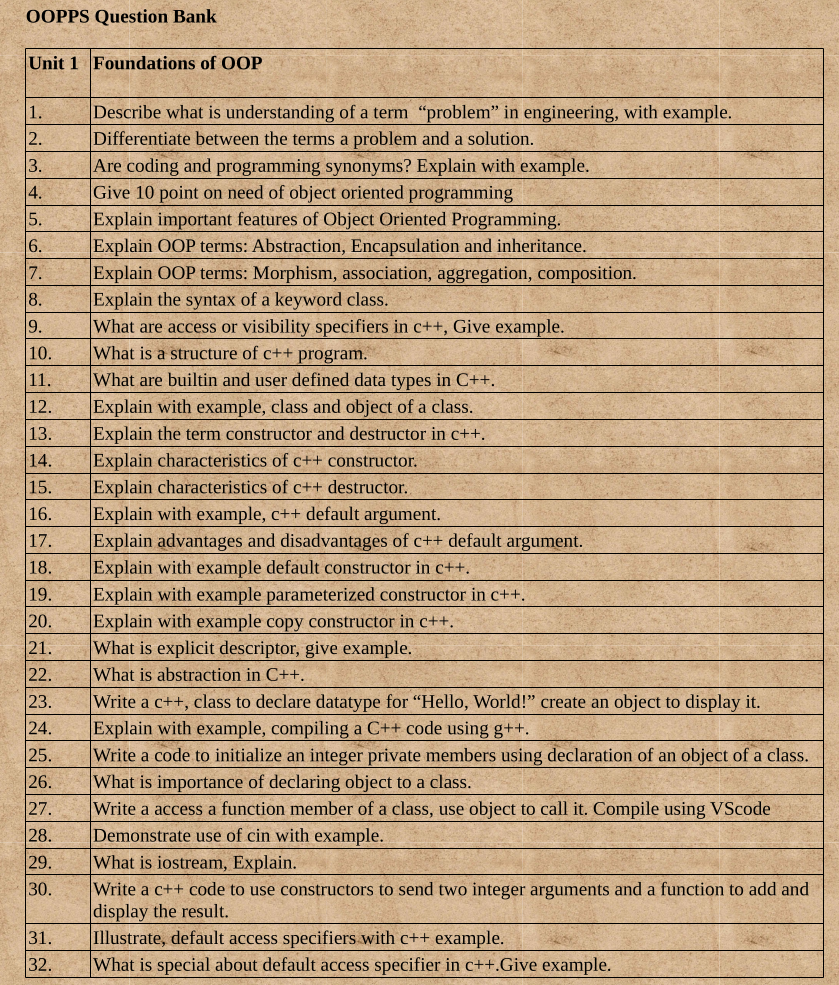 OOPPS Question Bank
Unit 1 Foundations of OOP
1. Describe what is understanding of a term “problem” in engineering, with example.
2. Differentiate between the terms a problem and a solution.
3. Are coding and programming synonyms? Explain with example.
4. Give 10 point on need of object oriented programming
5. Explain important features of Object Oriented Programming.
6. Explain OOP terms: Abstraction, Encapsulation and inheritance.
7. Explain OOP terms: Morphism, association, aggregation, composition.
8. Explain the syntax of a keyword class.
9. What are access or visibility specifiers in c++, Give example.
10. What is a structure of c++ program.
11. What are builtin and user defined data types in C++.
12. Explain with example, class and object of a class.
13. Explain the term constructor and destructor in c++.
14. Explain characteristics of c++ constructor.
15. Explain characteristics of c++ destructor.
16. Explain with example, c++ default argument.
17. Explain advantages and disadvantages of c++ default argument.
18. Explain with example default constructor in c++.
19. Explain with example parameterized constructor in c++.
20. Explain with example copy constructor in c++.
21. What is explicit descriptor, give example.
22. What is abstraction in C++.
23. Write a c++, class to declare datatype for “Hello, World!” create an object to display it.
24. Explain with example, compiling a C++ code using g++.
25. Write a code to initialize an integer private members using declaration of an object of a class.
26. What is importance of declaring object to a class.
27. Write a access a function member of a class, use object to call it. Compile using VScode
28. Demonstrate use of cin with example.
29. What is iostream, Explain.
30. Write a c++ code to use constructors to send two integer arguments and a function to add and
display the result.
31. Illustrate, default access specifiers with c++ example.
32. What is special about default access specifier in c++.Give example.